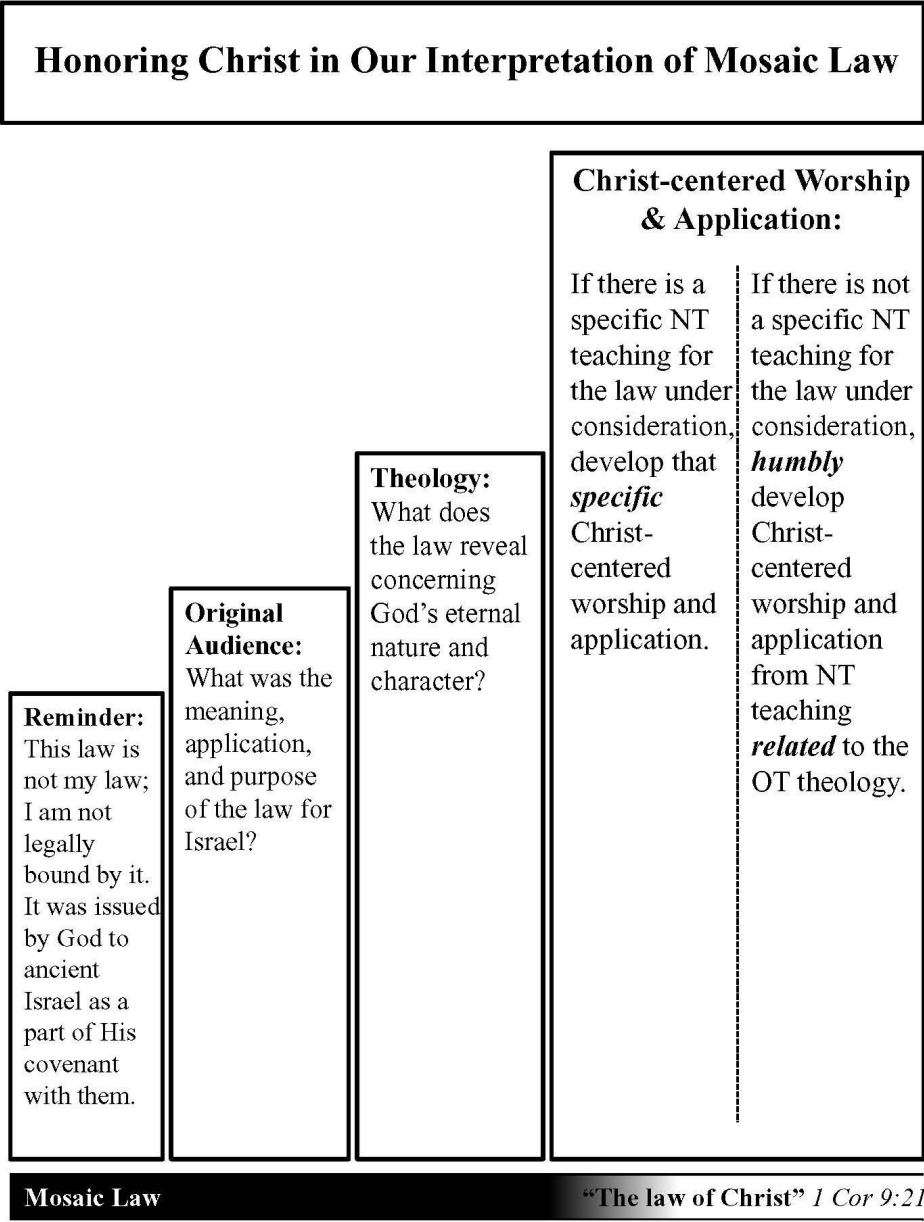 Honoring Christ in Our Interpretation of Mosaic Law
Reminder:
This law is
not my law;
I am not
legally
bound by it.
It was issued
by God to
ancient
Israel as a
part of His
covenant
with them.
Original
Audience:
What was the
meaning,
application,
and purpose
of the law for
Israel?
Theology:
What does
the law reveal
concerning
God’s eternal
nature and
character?
Christ-centered Worship
& Application:
If there is a
specific NT
teaching for
the law under
consideration,
develop that
specific
Christ-
centered
worship and
application.
If there is not
a specific NT
teaching for
the law under
consideration,
humbly
develop
Christ-
centered
worship and
application
from NT
teaching
related to the
OT theology.
Mosaic Law
“The law of Christ” 1 Cor 9:21